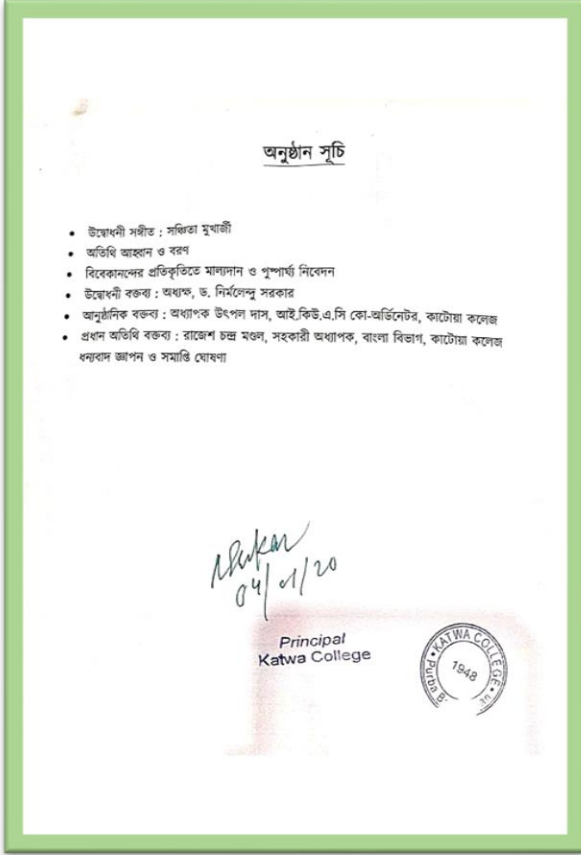 অনুষ্ঠান সূচি
• উদ্বোধনী সঙ্গীত : সঞ্চিতা মুখার্জী
• অতিথি আহ্বান ও বরণ
• বিবেকানন্দের প্রতিকৃতিতে মাল্যদান ও পুষ্পার্ঘ্য নিবেদন
• উদ্বোধনী বক্তব্য : অধ্যক্ষ, ড. নির্মলেন্দু সরকার
• আনুষ্ঠানিক বক্তব্য : অধ্যাপক উৎপল দাস, আই.কিউ.এ.সি কো-অর্ডিনেটর, কাটোয়া কলেজ
• প্রধান অতিথি বক্তব্য : রাজেশ চন্দ্র মণ্ডল, সহকারী অধ্যাপক, বাংলা বিভাগ, কাটোয়া কলেজ
ধন্যবাদ জ্ঞাপন ও সমাপ্তি ঘোষণা
04/01/20
Principal
Katwa College
KATWA COLLEGE
1948
Purba